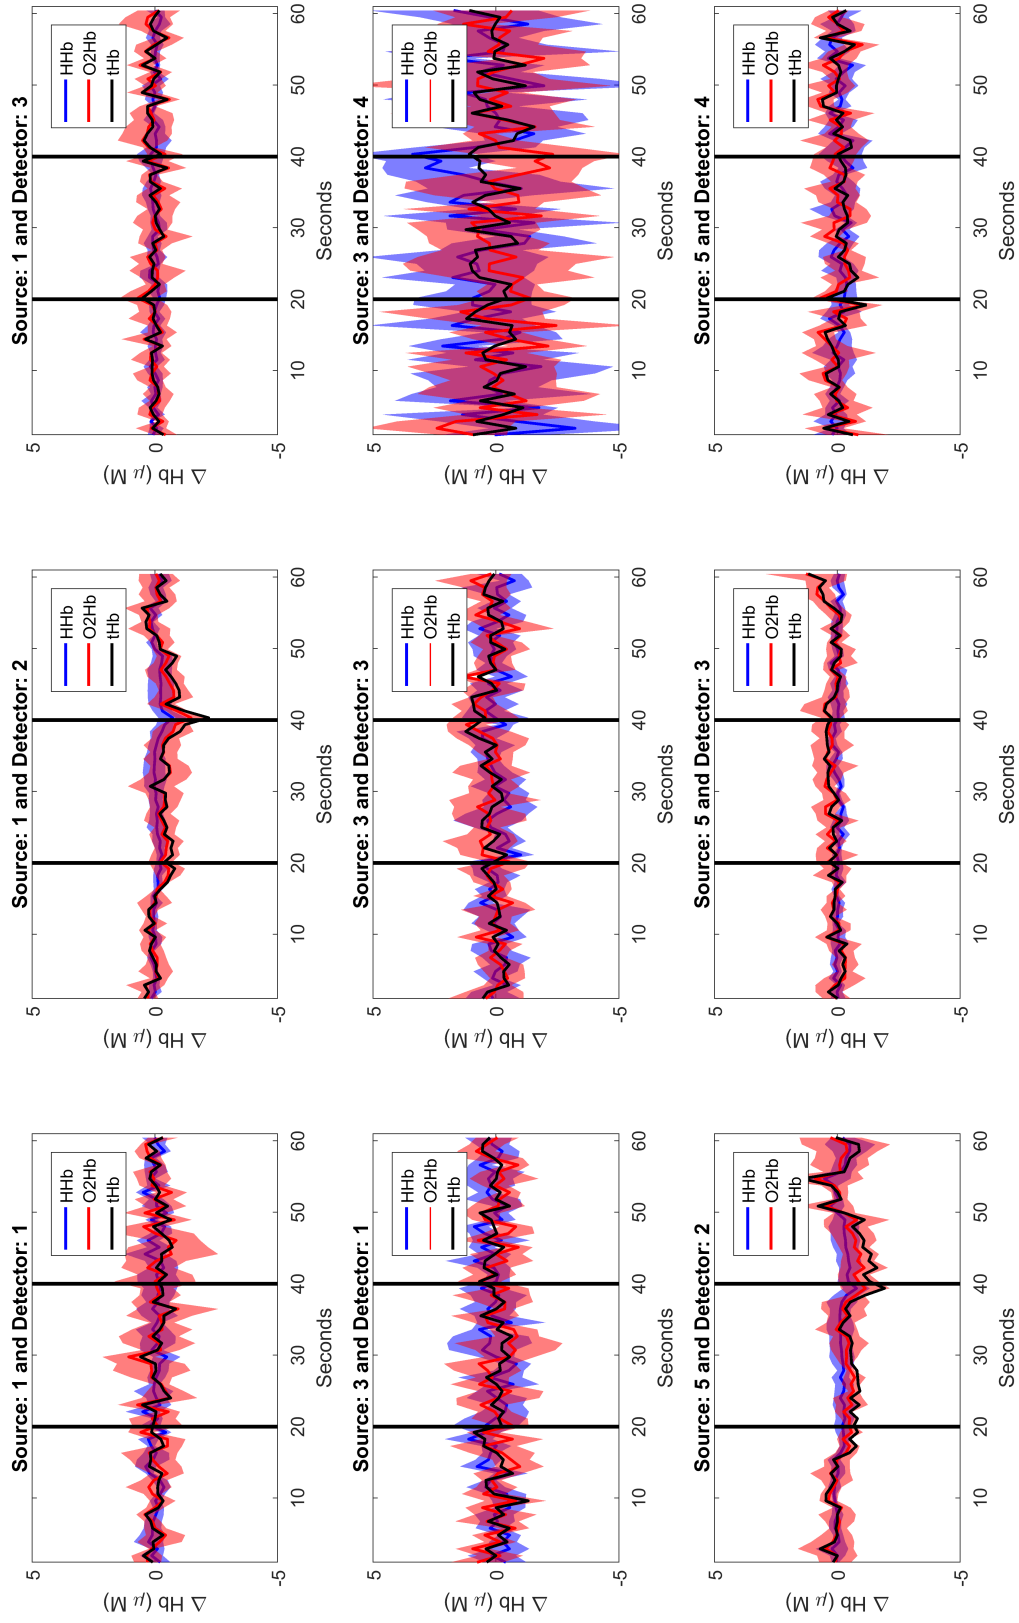 Source: 1 and Detector: 1
5
0
-5
Δ Hb (μ M)
10
20
30
40
50
60
Seconds
HHb
O2Hb
tHb
Source: 1 and Detector: 2
5
0
-5
Δ Hb (μ M)
10
20
30
40
50
60
Seconds
HHb
O2Hb
tHb
Source: 1 and Detector: 3
5
0
-5
Δ Hb (μ M)
10
20
30
40
50
60
Seconds
HHb
O2Hb
tHb
Source: 3 and Detector: 1
5
0
-5
Δ Hb (μ M)
10
20
30
40
50
60
Seconds
HHb
O2Hb
tHb
Source: 3 and Detector: 3
5
0
-5
Δ Hb (μ M)
10
20
30
40
50
60
Seconds
HHb
O2Hb
tHb
Source: 3 and Detector: 4
5
0
-5
Δ Hb (μ M)
10
20
30
40
50
60
Seconds
HHb
O2Hb
tHb
Source: 5 and Detector: 2
5
0
-5
Δ Hb (μ M)
10
20
30
40
50
60
Seconds
HHb
O2Hb
tHb
Source: 5 and Detector: 3
5
0
-5
Δ Hb (μ M)
10
20
30
40
50
60
Seconds
HHb
O2Hb
tHb
Source: 5 and Detector: 4
5
0
-5
Δ Hb (μ M)
10
20
30
40
50
60
Seconds
HHb
O2Hb
tHb